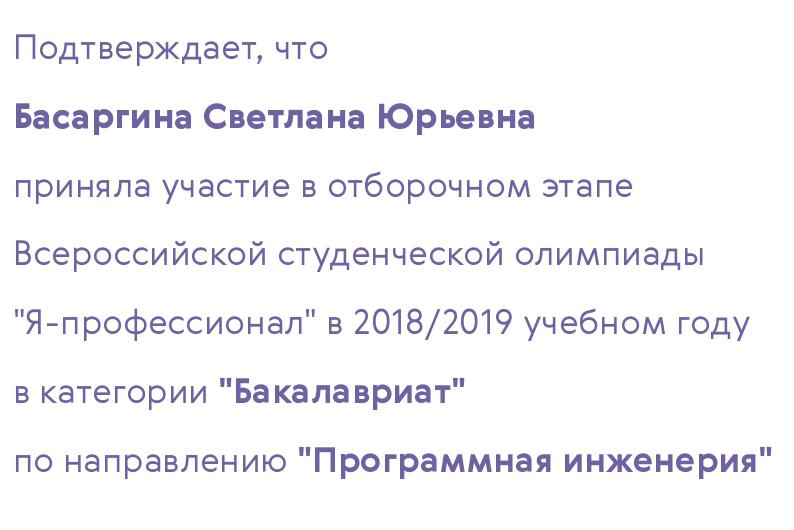 Подтверждает, что
Басаргина Светлана Юрьевна
приняла участие в отборочном этапе
Всероссийской студенческой олимпиады
"Я-профессионал" в 2018/2019 учебном году
в категории "Бакалавриат"
по направлению "Программная инженерия"